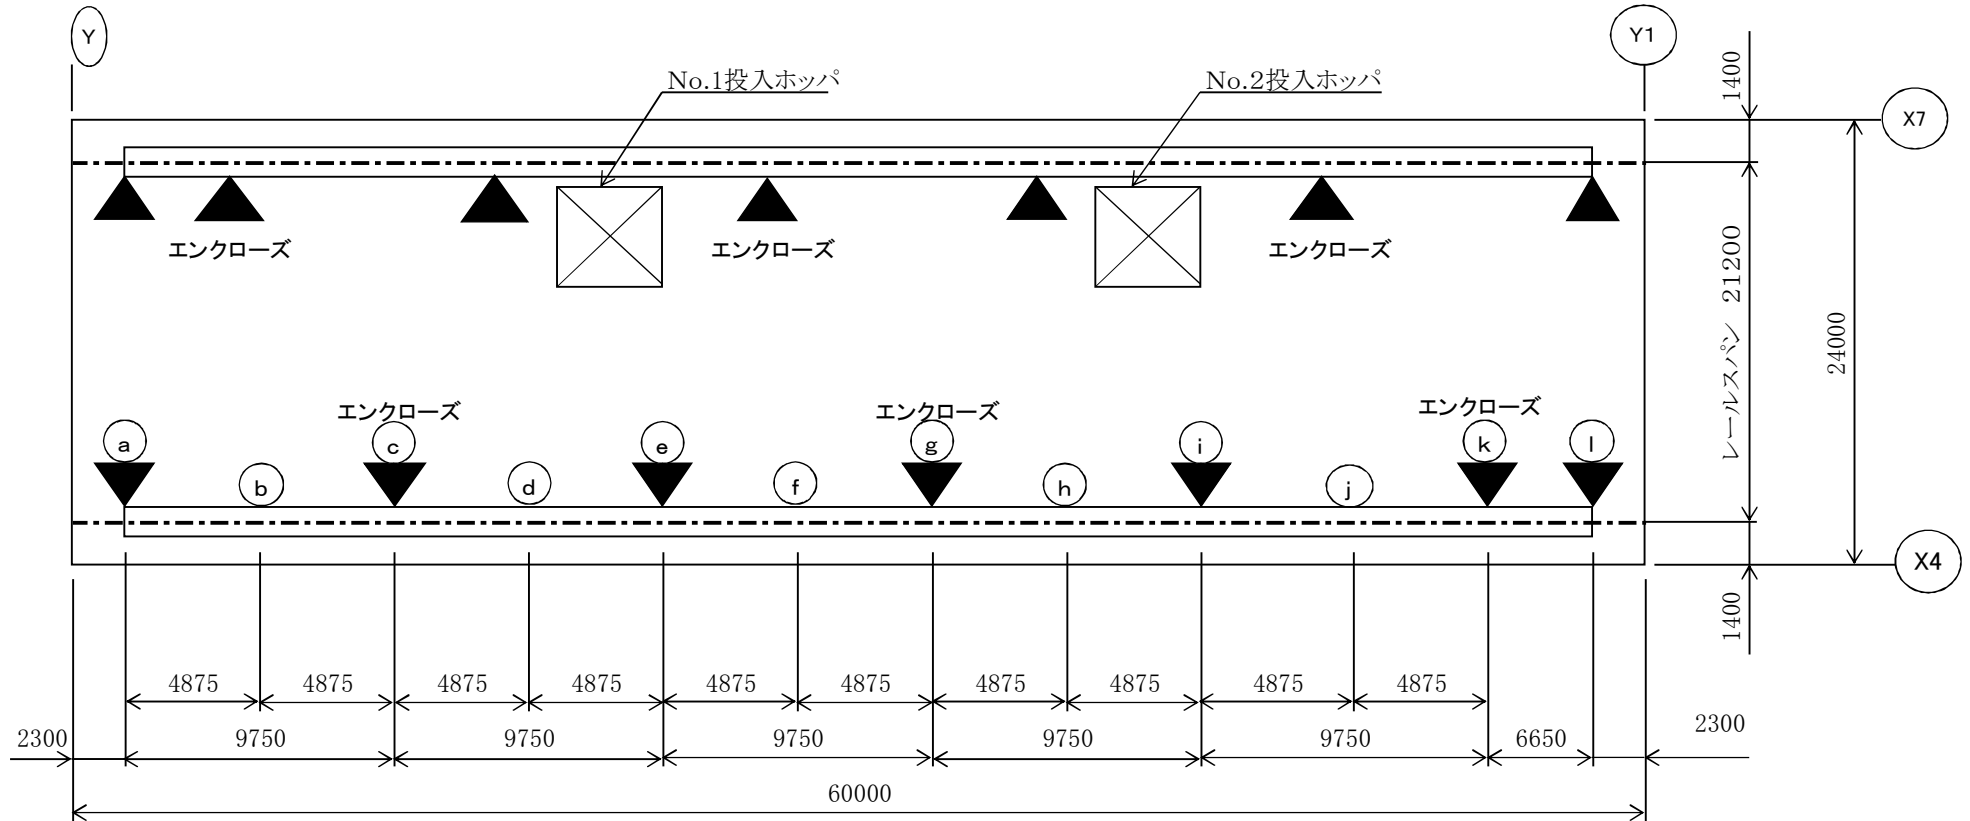 Y
Y1
No.1投入ホッパ
No.2投入ホッパ
1400
X7
エンクローズ
エンクローズ
エンクローズ
レールスパン 21200
24000
エンクローズ
エンクローズ
エンクローズ
a
c
e
g
i
k
l
b
d
f
h
j
X4
1400
4875
4875
4875
4875
4875
4875
4875
4875
4875
4875
2300
9750
9750
9750
9750
9750
6650
2300
60000